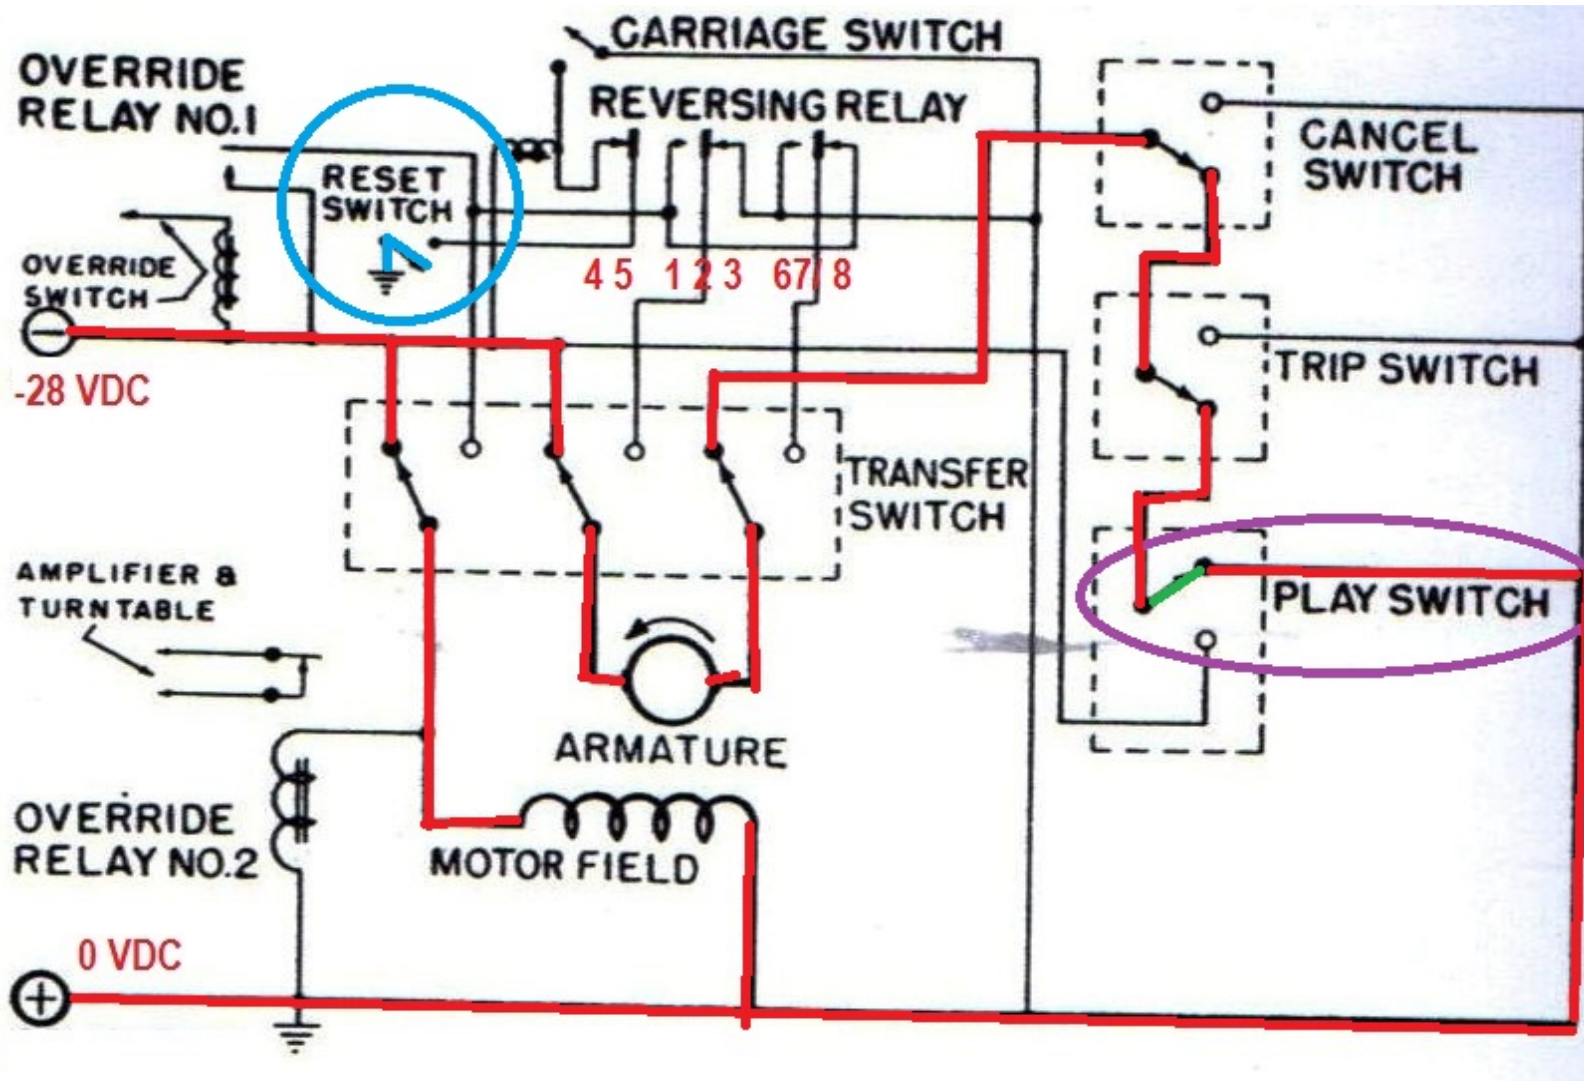 CARRIAGE SWITCH
OVERRIDE
RELAY NO.1
REVERSING RELAY
CANCEL
SWITCH
RESET
SWITCH
OVERRIDE
SWITCH
4 5 1 2 3 6 7 8
-28 VDC
TRIP SWITCH
TRANSFER
SWITCH
AMPLIFIER &
TURNTABLE
PLAY SWITCH
ARMATURE
OVERRIDE
RELAY NO.2
MOTOR FIELD
0 VDC